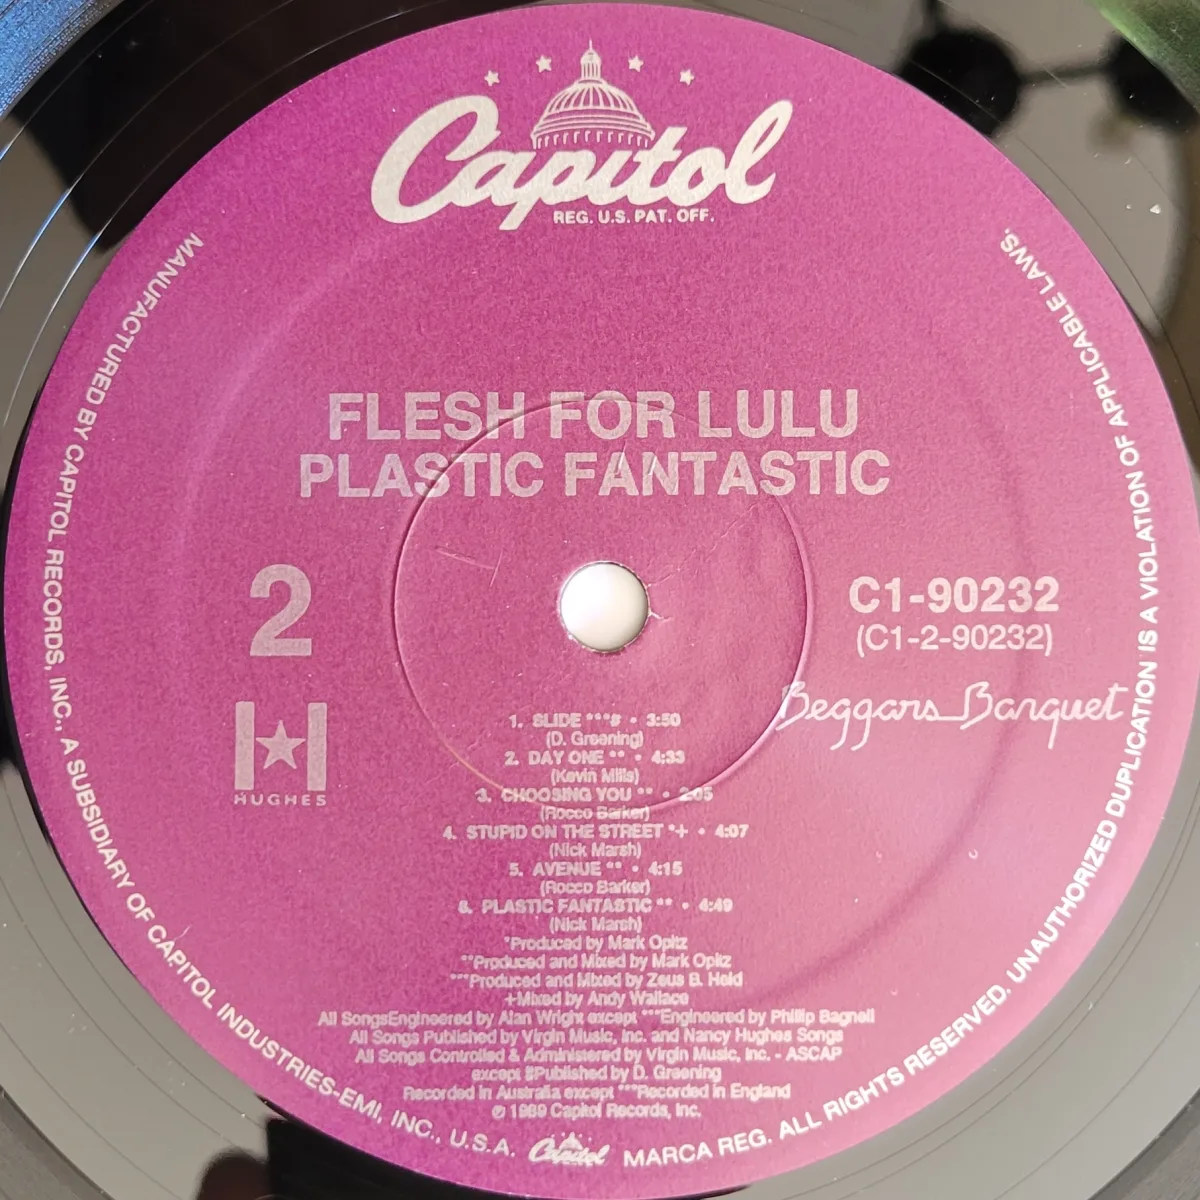 Capitol
REG. U.S. PAT. OFF.
FLESH FOR LULU
PLASTIC FANTASTIC
2
HUGHES
C1-90232
(C1-2-90232)
Beggars Banquet
1. SLIDE ***# • 3:50
(D. Greening)
2. DAY ONE ** • 4:33
(Kevin Mills)
3. CHOOSING YOU ** • 2:05
(Rocco Barker)
4. STUPID ON THE STREET *+ • 4:07
(Nick Marsh)
5. AVENUE ** • 4:15
(Rocco Barker)
6. PLASTIC FANTASTIC ** • 4:49
(Nick Marsh)
*Produced by Mark Opitz
**Produced and Mixed by Mark Opitz
***Produced and Mixed by Zeus B. Held
+Mixed by Andy Wallace
All SongsEngineered by Alan Wright except ***Engineered by Phillip Bagnell
All Songs Published by Virgin Music, Inc. and Nancy Hughes Songs
All Songs Controlled & Administered by Virgin Music, Inc. - ASCAP
except #Published by D. Greening
Recorded in Australia except ***Recorded in England
℗ 1989 Capitol Records, Inc.
MANUFACTURED BY CAPITOL RECORDS, INC., A SUBSIDIARY OF CAPITOL INDUSTRIES-EMI, INC., U.S.A. Capitol MARCA REG. ALL RIGHTS RESERVED. UNAUTHORIZED DUPLICATION IS A VIOLATION OF APPLICABLE LAWS.